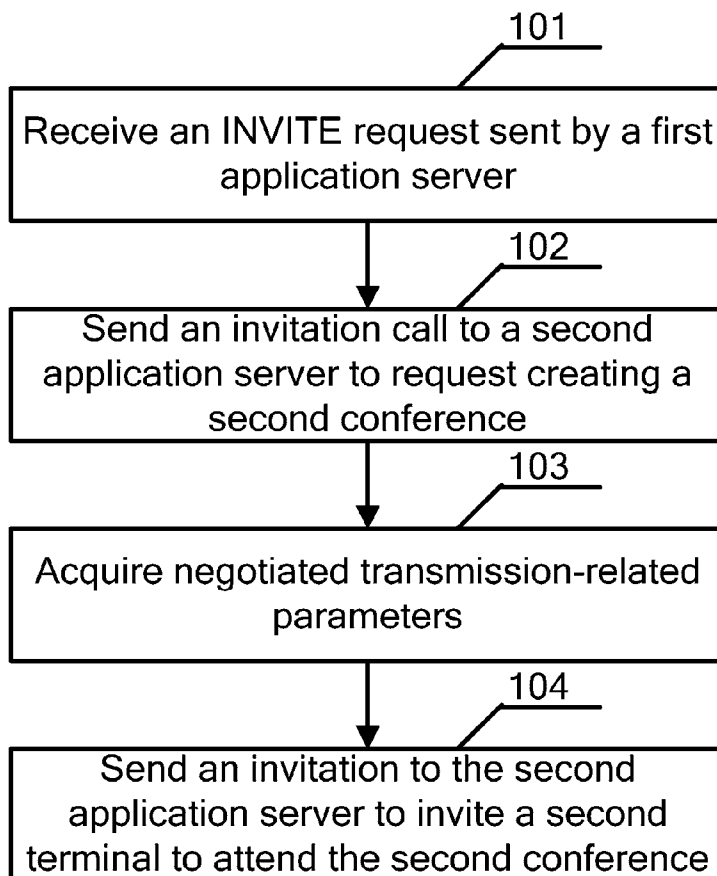 101
Receive an INVITE request sent by a first
application server
102
Send an invitation call to a second
application server to request creating a
second conference
103
Acquire negotiated transmission-related
parameters
104
Send an invitation to the second
application server to invite a second
terminal to attend the second conference